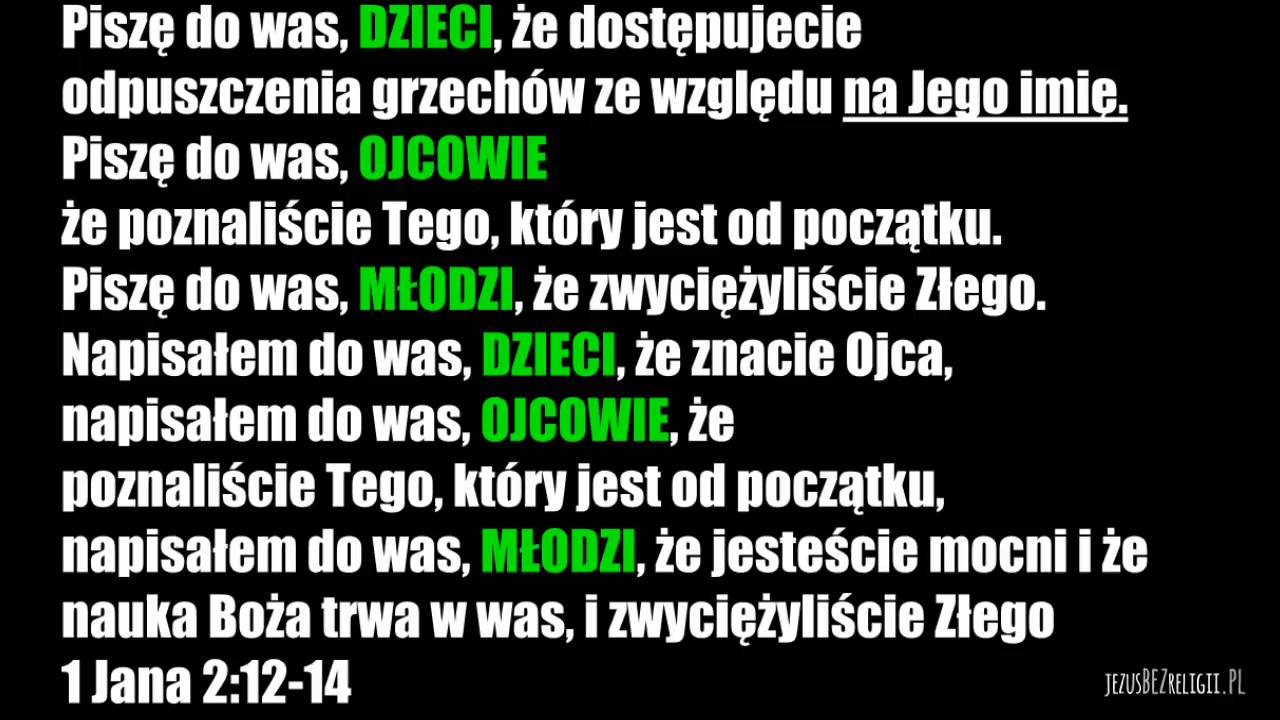 Piszę do was, DZIECI, że dostępujecie
odpuszczenia grzechów ze względu na Jego imię.
Piszę do was, OJCOWIE
że poznaliście Tego, który jest od początku.
Piszę do was, MŁODZI, że zwyciężyliście Złego.
Napisałem do was, DZIECI, że znacie Ojca,
napisałem do was, OJCOWIE, że
poznaliście Tego, który jest od początku,
napisałem do was, MŁODZI, że jesteście mocni i że
nauka Boża trwa w was, i zwyciężyliście Złego
1 Jana 2:12-14
jezusBEZreligii.PL